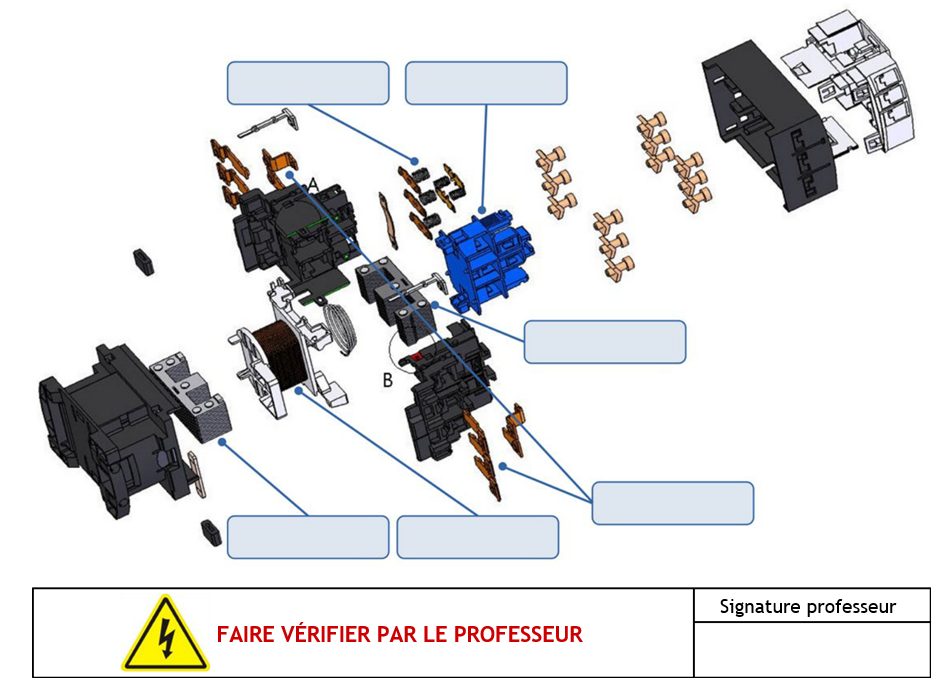 A
B
FAIRE VÉRIFIER PAR LE PROFESSEUR
Signature professeur